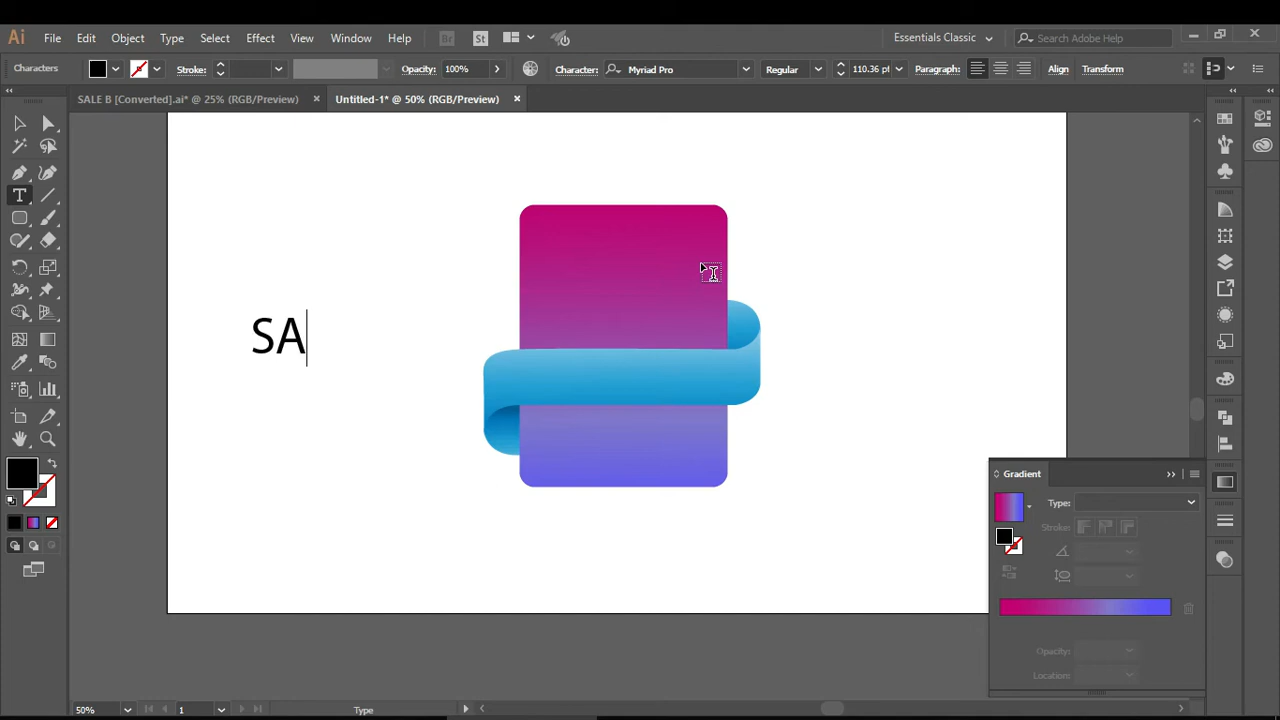 Ai File Edit Object Type Select Effect View Window Help Br St Essentials Classic Search Adobe Help
Characters Stroke: Opacity: 100% Character: Myriad Pro Regular 110.36 pt Paragraph: Align Transform
SALE B [Converted].ai* @ 25% (RGB/Preview) Untitled-1* @ 50% (RGB/Preview)
SA
Gradient
Type:
Stroke:
Opacity:
Location:
50% 1 Type